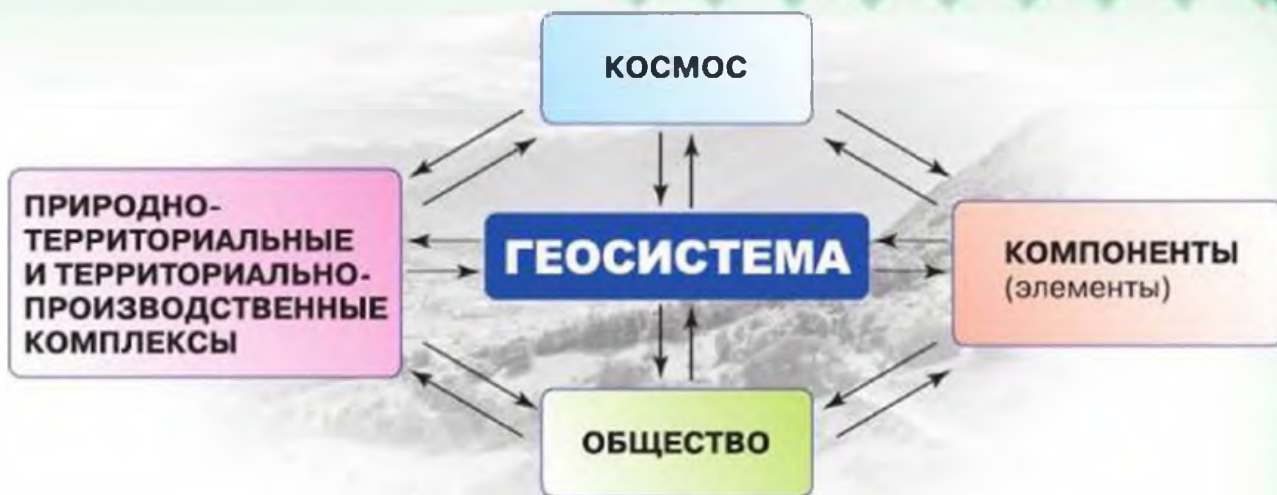 КОСМОС
ПРИРОДНО-
ТЕРРИТОРИАЛЬНЫЕ
И ТЕРРИТОРИАЛЬНО-
ПРОИЗВОДСТВЕННЫЕ
КОМПЛЕКСЫ
ГЕОСИСТЕМА
КОМПОНЕНТЫ
(элементы)
ОБЩЕСТВО